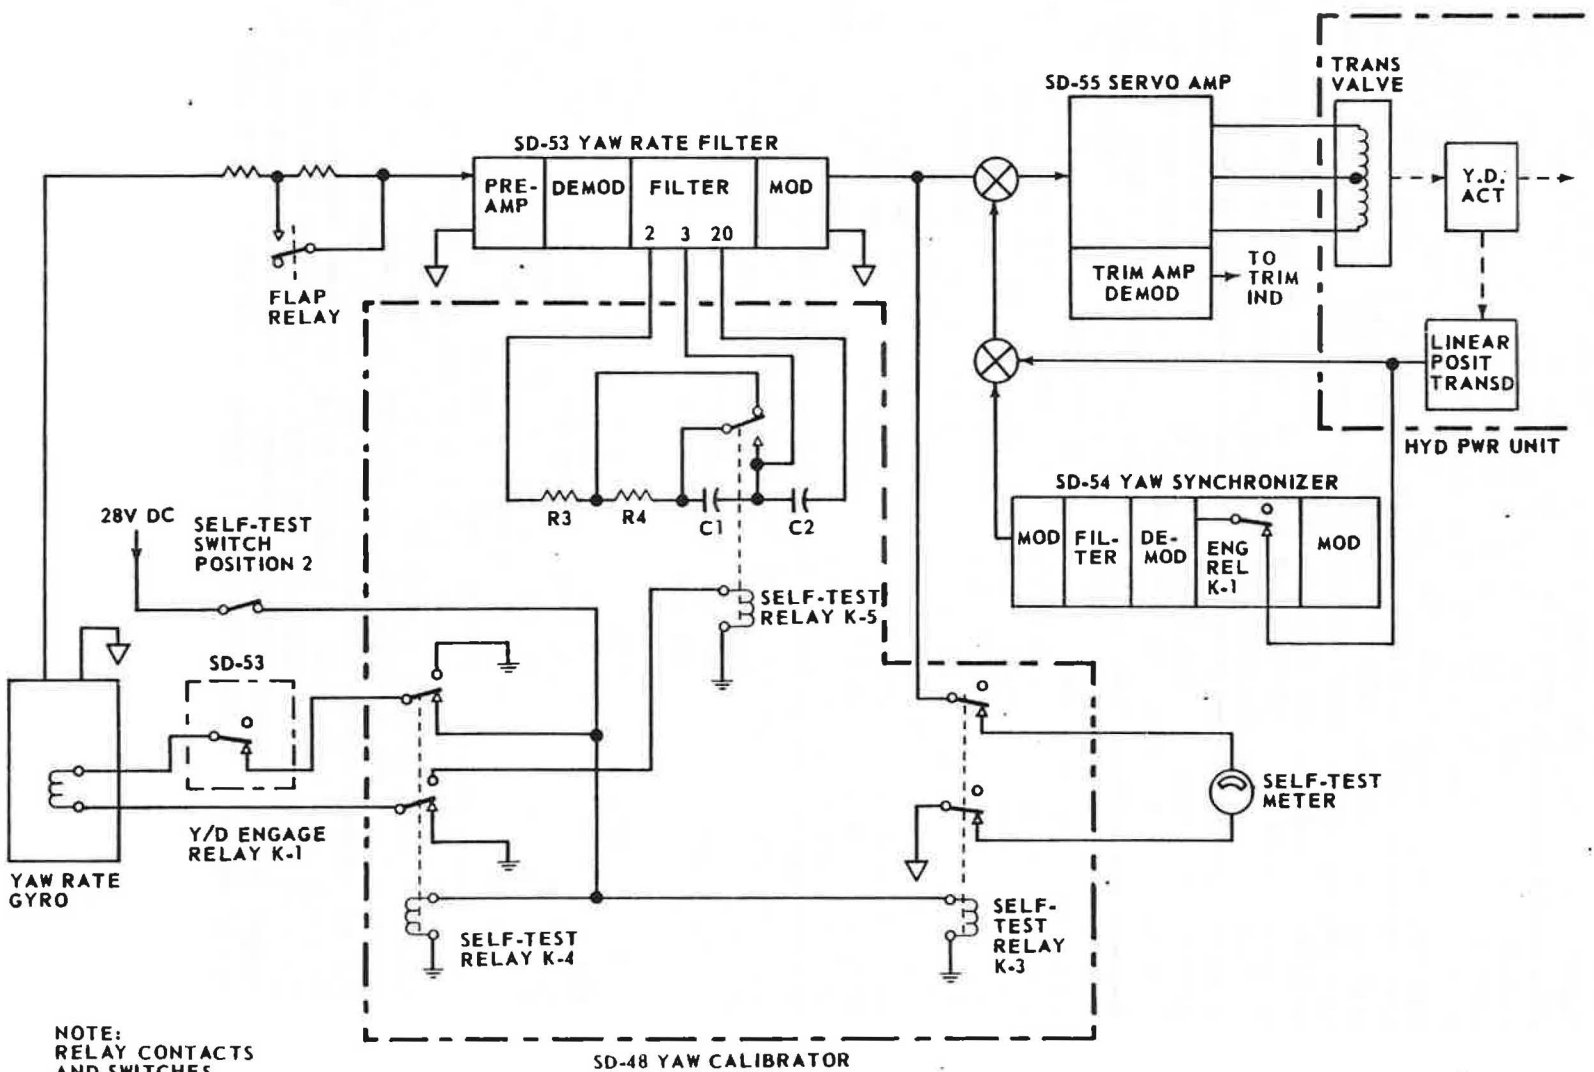 TRANS
VALVE
SD-55 SERVO AMP
SD-53 YAW RATE FILTER
PRE-
AMP
DEMOD
FILTER
MOD
2 3 20
Y.D.
ACT
FLAP
RELAY
TRIM AMP
DEMOD
TO
TRIM
IND
LINEAR
POSIT
TRANSD
HYD PWR UNIT
R3
R4
C1
C2
28V DC
SELF-TEST
SWITCH
POSITION 2
SD-54 YAW SYNCHRONIZER
MOD
FIL-
TER
DE-
MOD
ENG
REL
K-1
MOD
SELF-TEST
RELAY K-5
SD-53
Y/D ENGAGE
RELAY K-1
YAW RATE
GYRO
SELF-TEST
METER
SELF-TEST
RELAY K-4
SELF-
TEST
RELAY
K-3
NOTE:
RELAY CONTACTS
AND SWITCHES
SD-48 YAW CALIBRATOR